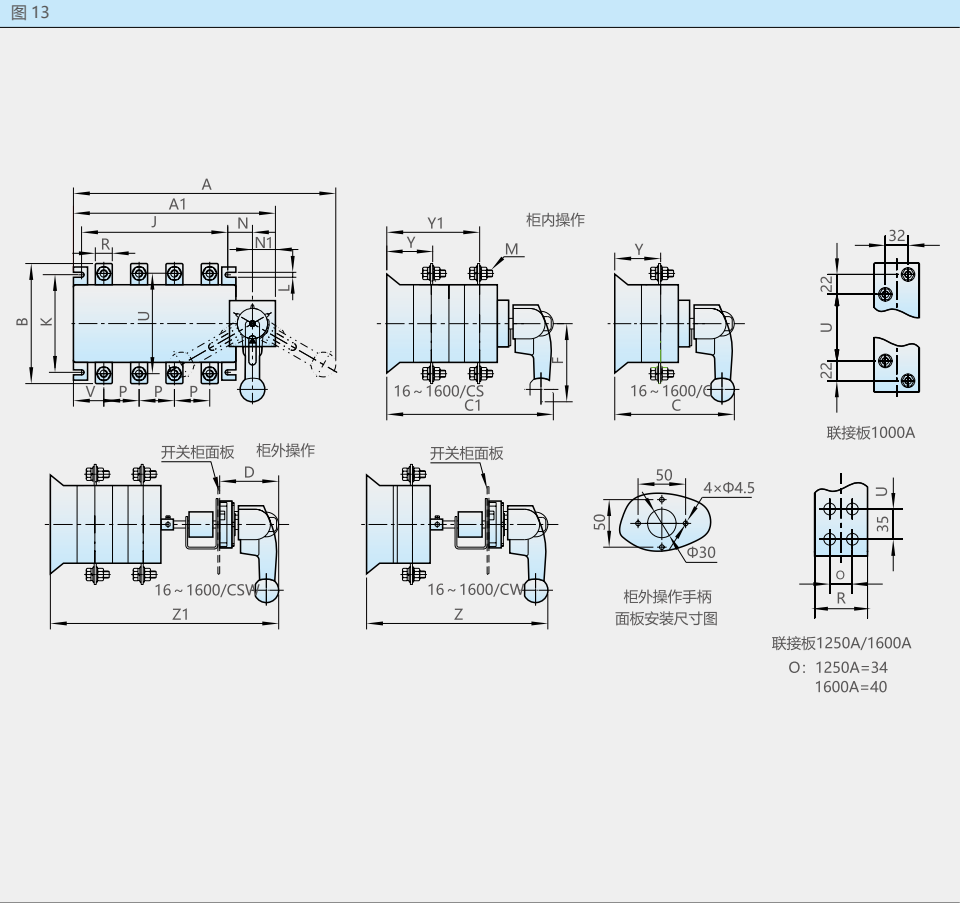 图 13
A
A1
J
N
R
N1
L
B
K
U
V
P
P
P
柜内操作
Y1
Y
M
F
16～1600/CS
C1
Y
16～1600/C
C
32
22
U
22
联接板1000A
开关柜面板
柜外操作
D
16～1600/CSW
Z1
开关柜面板
16～1600/CW
Z
50
4×Φ4.5
50
Φ30
柜外操作手柄
面板安装尺寸图
U
35
O
R
联接板1250A/1600A
O：1250A=34
1600A=40